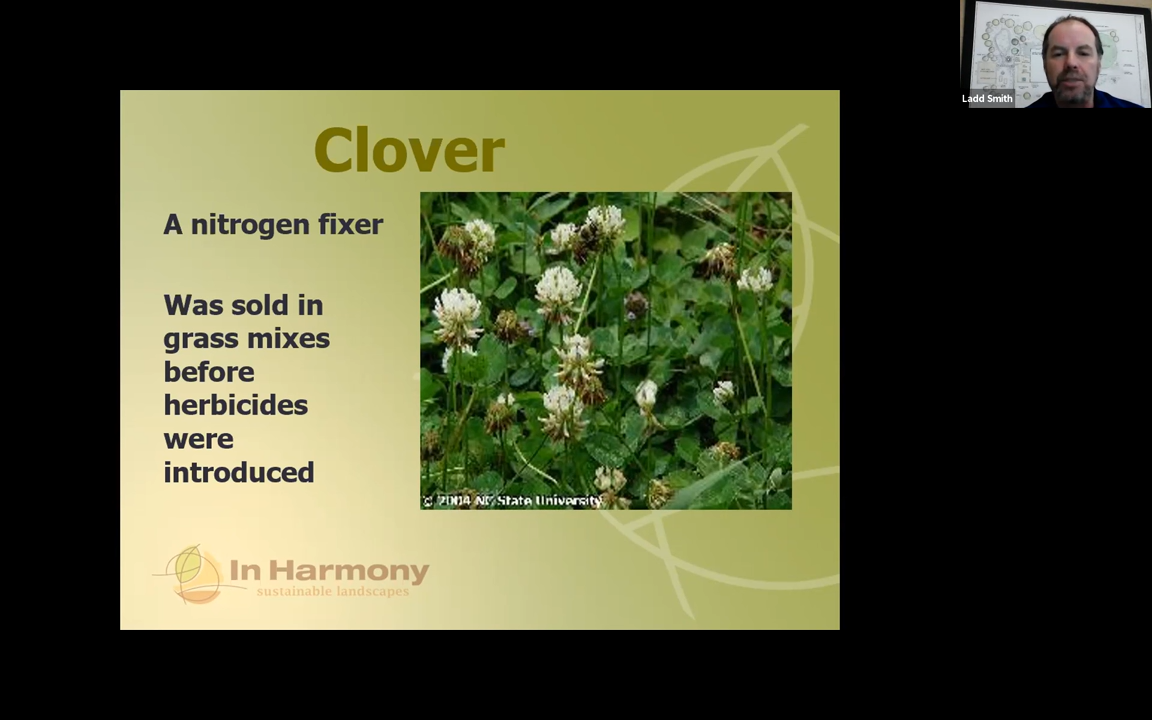 Clover
A nitrogen fixer
Was sold in
grass mixes
before
herbicides
were
introduced
© 2004 NC State University
In Harmony
sustainable landscapes
Ladd Smith